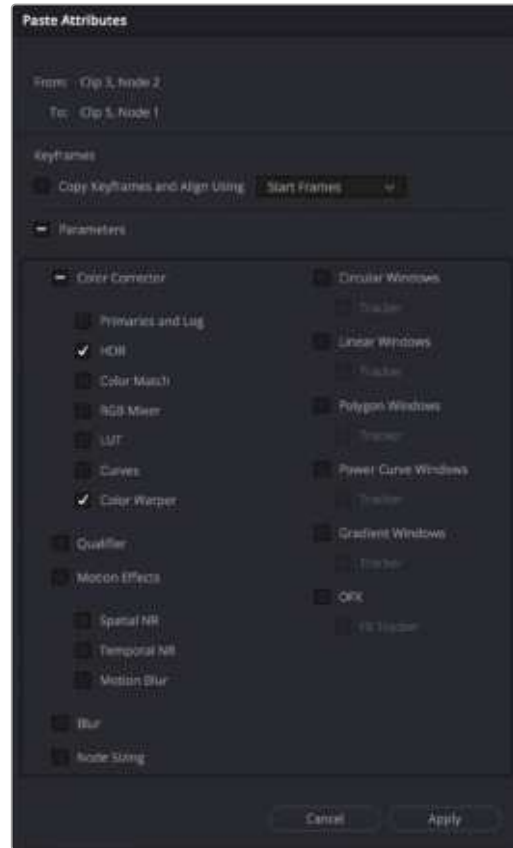 Paste Attributes
From: Clip 3, Node 2
To: Clip 5, Node 1
Keyframes
Copy Keyframes and Align Using Start Frames
Parameters
Color Corrector
Primaries and Log
HDR
Color Match
RGB Mixer
LUT
Curves
Color Warper
Qualifier
Motion Effects
Spatial NR
Temporal NR
Motion Blur
Blur
Node Sizing
Circular Windows
Tracker
Linear Windows
Tracker
Polygon Windows
Tracker
Power Curve Windows
Tracker
Gradient Windows
Tracker
OFX
FX Tracker
Cancel Apply